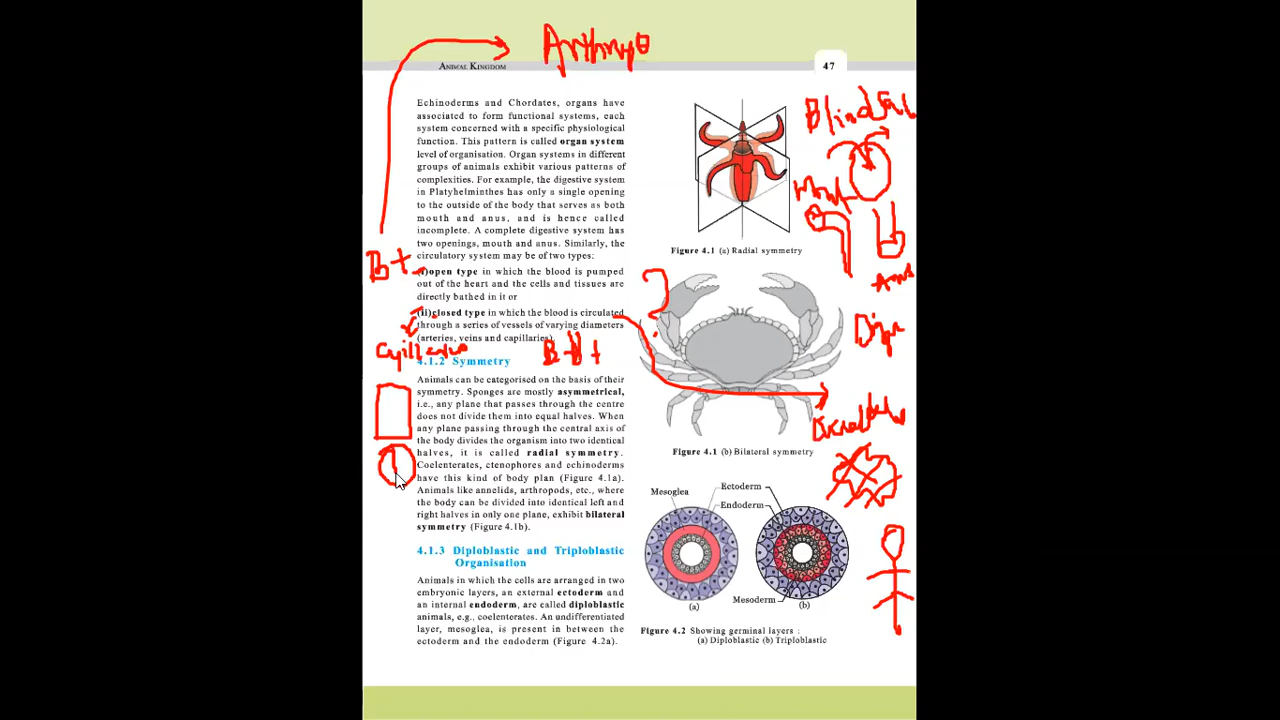 ANIMAL KINGDOM
47
Echinoderms and Chordates, organs have
associated to form functional systems, each
system concerned with a specific physiological
function. This pattern is called organ system
level of organisation. Organ systems in different
groups of animals exhibit various patterns of
complexities. For example, the digestive system
in Platyhelminthes has only a single opening
to the outside of the body that serves as both
mouth and anus, and is hence called
incomplete. A complete digestive system has
two openings, mouth and anus. Similarly, the
circulatory system may be of two types:
(i)open type in which the blood is pumped
out of the heart and the cells and tissues are
directly bathed in it or
(ii)closed type in which the blood is circulated
through a series of vessels of varying diameters
(arteries, veins and capillaries).
4.1.2 Symmetry
Animals can be categorised on the basis of their
symmetry. Sponges are mostly asymmetrical,
i.e., any plane that passes through the centre
does not divide them into equal halves. When
any plane passing through the central axis of
the body divides the organism into two identical
halves, it is called radial symmetry.
Coelenterates, ctenophores and echinoderms
have this kind of body plan (Figure 4.1a).
Animals like annelids, arthropods, etc., where
the body can be divided into identical left and
right halves in only one plane, exhibit bilateral
symmetry (Figure 4.1b).
4.1.3 Diploblastic and Triploblastic
Organisation
Animals in which the cells are arranged in two
embryonic layers, an external ectoderm and
an internal endoderm, are called diploblastic
animals, e.g., coelenterates. An undifferentiated
layer, mesoglea, is present in between the
ectoderm and the endoderm (Figure 4.2a).
Figure 4.1 (a) Radial symmetry
Figure 4.1 (b) Bilateral symmetry
Ectoderm
Mesoglea
Endoderm
Mesoderm
(a)
(b)
Figure 4.2 Showing germinal layers :
(a) Diploblastic (b) Triploblastic
Blind